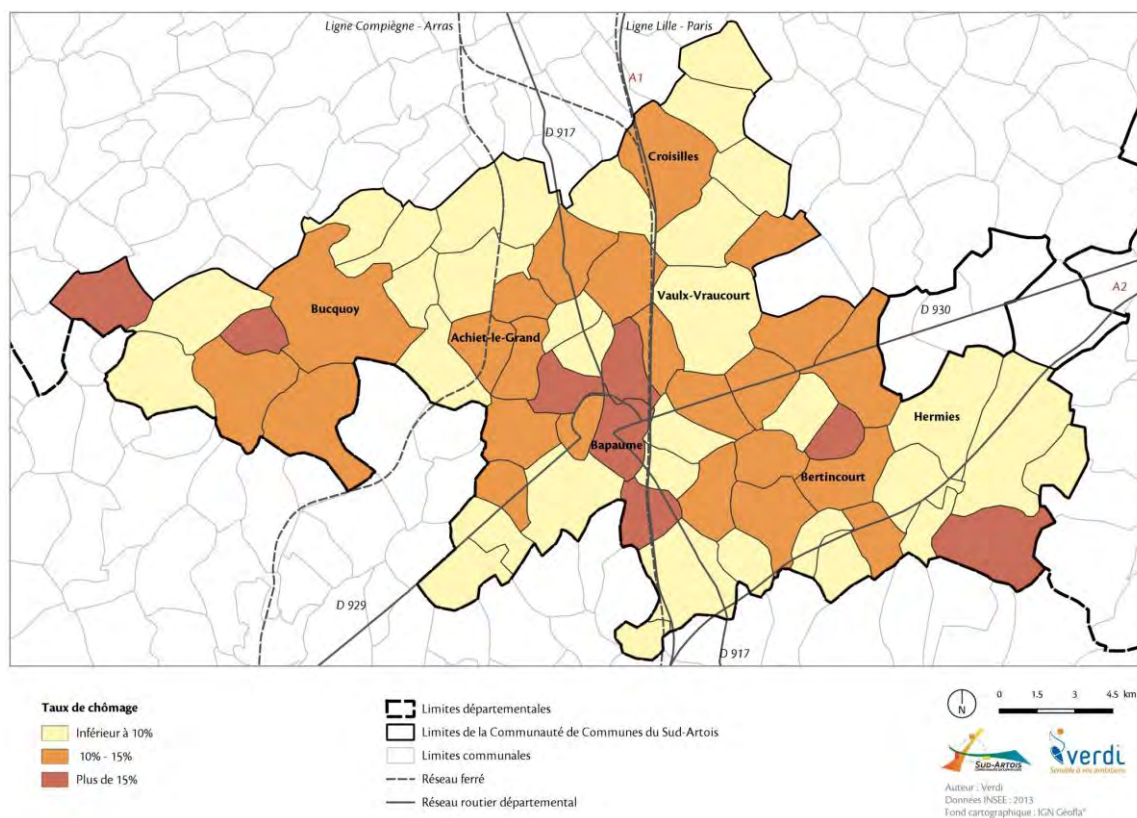 Ligne Compiègne - Arras
Ligne Lille - Paris
A1
D 917
Croisilles
Vaulx-Vraucourt
A2
D 930
Bucquoy
Achiet-le-Grand
Hermies
Bapaume
Bertincourt
D 929
D 917
Taux de chômage
Inférieur à 10%
10% - 15%
Plus de 15%
Limites départementales
Limites de la Communauté de Communes du Sud-Artois
Limites communales
Réseau ferré
Réseau routier départemental
N
0 1.5 3 4.5 km
SUD-ARTOIS
verdi
Sensible à vos ambitions
Auteur : Verdi
Données INSEE : 2013
Fond cartographique : IGN Géofla®